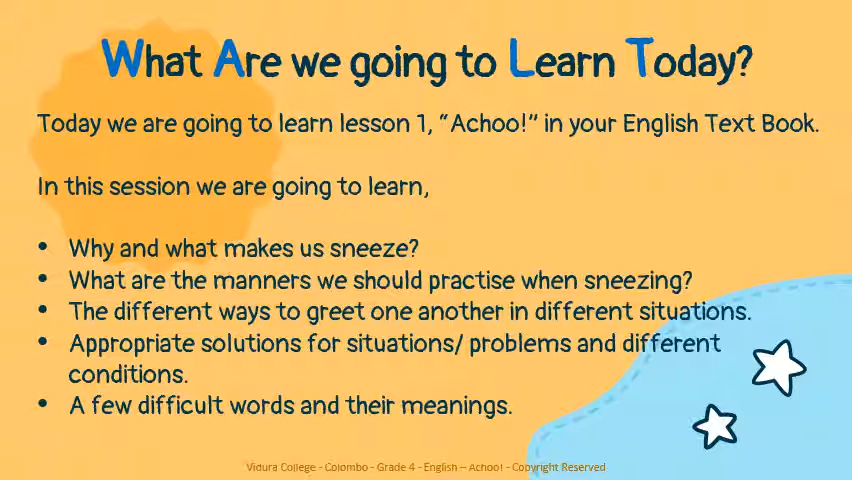 What Are we going to Learn Today?
Today we are going to learn lesson 1, “Achoo!” in your English Text Book.
In this session we are going to learn,
• Why and what makes us sneeze?
• What are the manners we should practise when sneezing?
• The different ways to greet one another in different situations.
• Appropriate solutions for situations/ problems and different
conditions.
• A few difficult words and their meanings.
Vidura College - Colombo - Grade 4 - English – Achoo! - Copyright Reserved